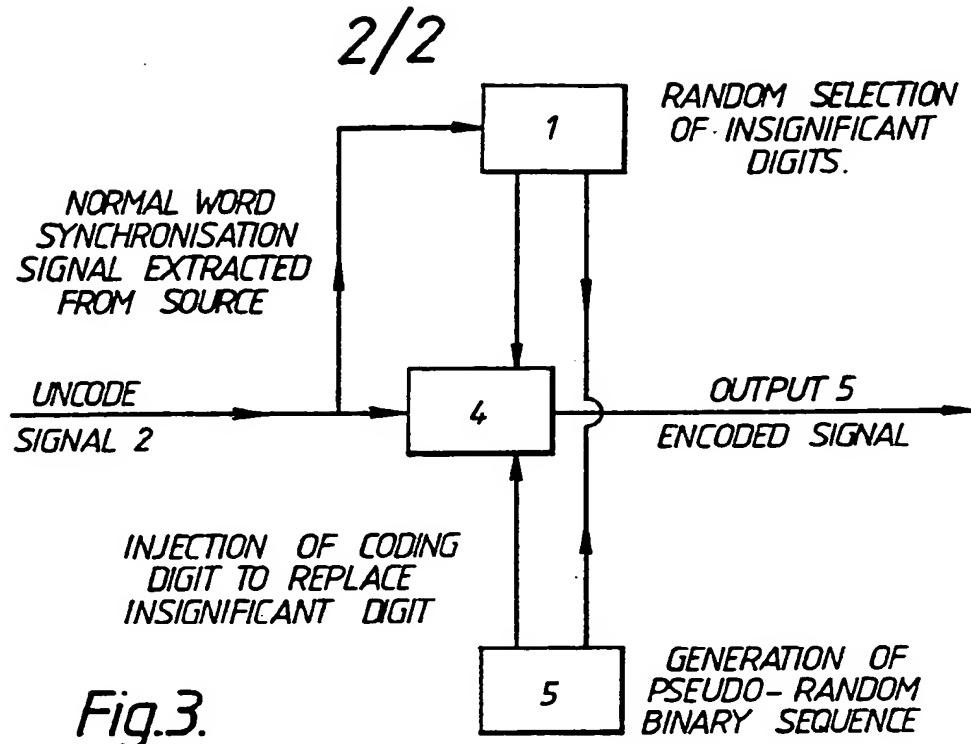 2/2
1
RANDOM SELECTION
OF INSIGNIFICANT
DIGITS.
NORMAL WORD
SYNCHRONISATION
SIGNAL EXTRACTED
FROM SOURCE
UNCODE
SIGNAL 2
4
OUTPUT 5
ENCODED SIGNAL
INJECTION OF CODING
DIGIT TO REPLACE
INSIGNIFICANT DIGIT
5
GENERATION OF
PSEUDO-RANDOM
BINARY SEQUENCE
Fig.3.